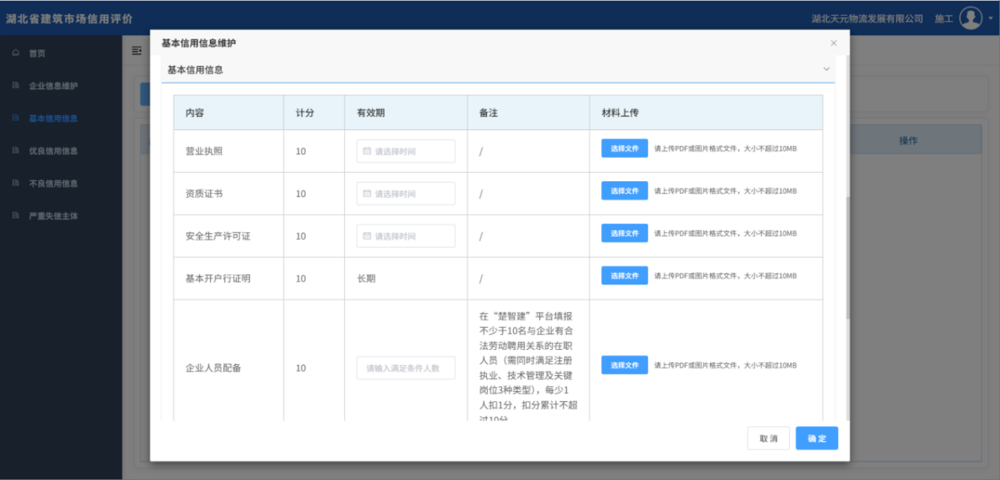 湖北省建筑市场信用评价
湖北天元物流发展有限公司 施工
首页
企业信息维护
基本信用信息
优良信用信息
不良信用信息
严重失信主体
操作
基本信用信息维护
基本信用信息
内容 计分 有效期 备注 材料上传
营业执照 10 请选择时间 / 选择文件 请上传PDF或图片格式文件，大小不超过10MB
资质证书 10 请选择时间 / 选择文件 请上传PDF或图片格式文件，大小不超过10MB
安全生产许可证 10 请选择时间 / 选择文件 请上传PDF或图片格式文件，大小不超过10MB
基本开户行证明 10 长期 / 选择文件 请上传PDF或图片格式文件，大小不超过10MB
企业人员配备 10 请输入满足条件人数
在“楚智建”平台填报
不少于10名与企业有合
法劳动聘用关系的在职
人员（需同时满足注册
执业、技术管理及关键
岗位3种类型），每少1
人扣1分，扣分累计不超
过10分
选择文件 请上传PDF或图片格式文件，大小不超过10MB
取消 确定